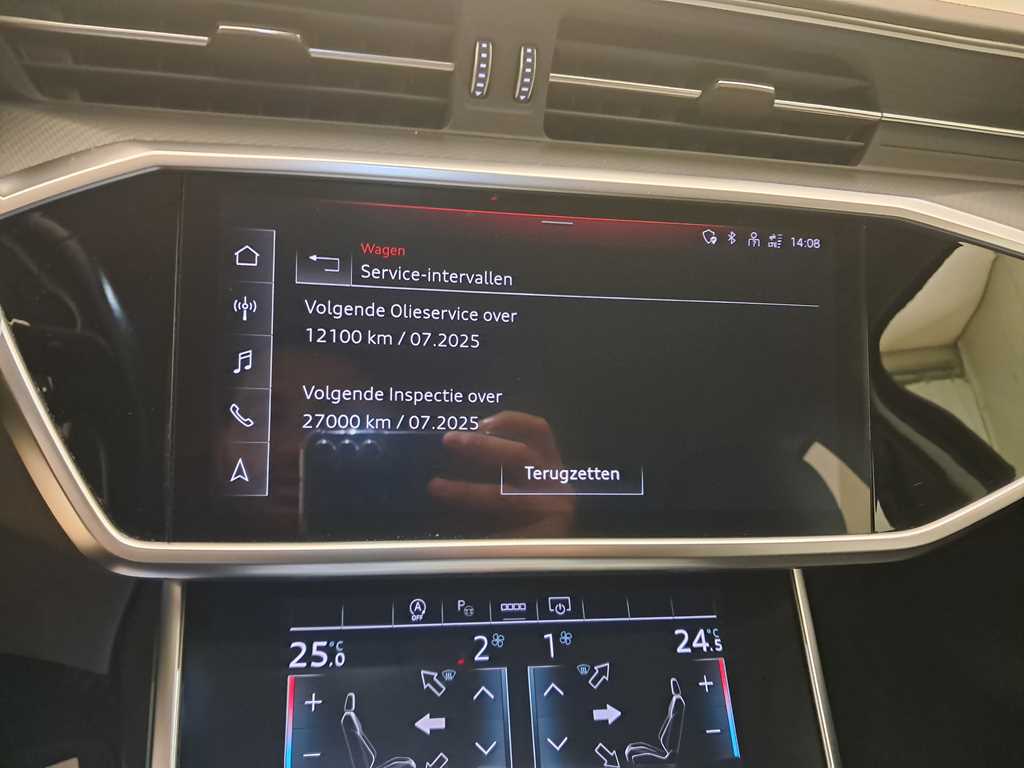 14:08
Wagen
Service-intervallen
Volgende Olieservice over
12100 km / 07.2025
Volgende Inspectie over
27000 km / 07.2025
Terugzetten
A
OFF
P
25.0 °C
2
1
24.5 °C